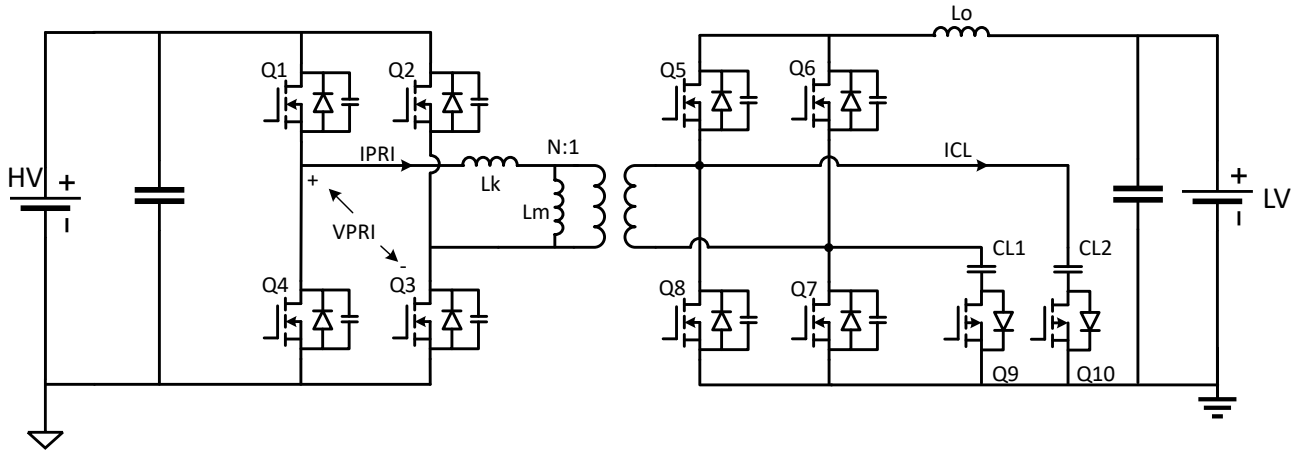 Lo
Q1
Q2
Q5
Q6
HV
+
IPRI
N:1
ICL
+
Lk
+
LV
Lm
VPRI
-
CL1
CL2
Q4
Q3
Q8
Q7
Q9
Q10